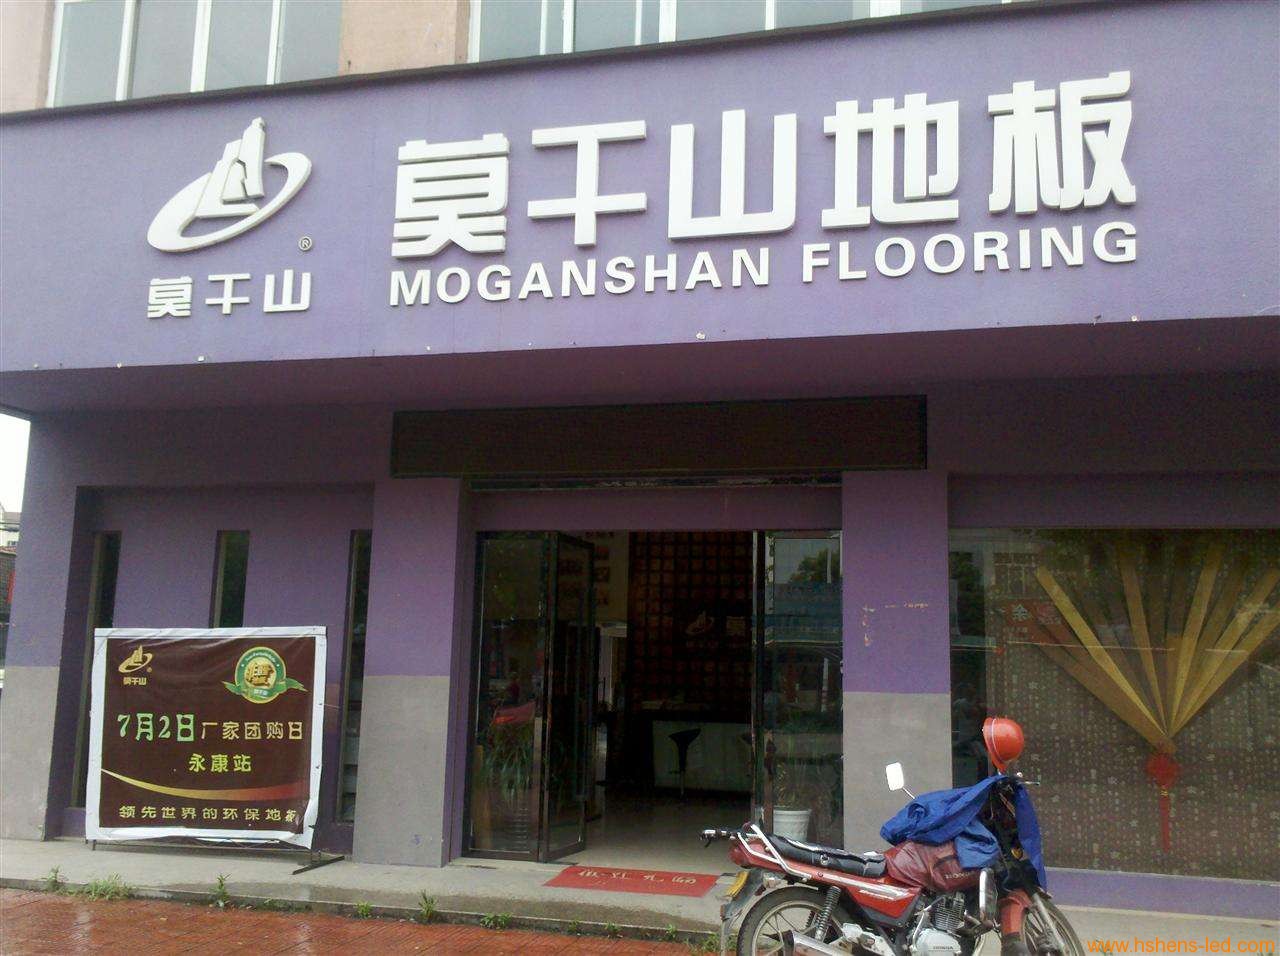 莫干山地板
MOGANSHAN FLOORING
®
莫干山
莫干山
7月2日厂家团购日
永康站
领先世界的环保地板
www.hshens-led.com